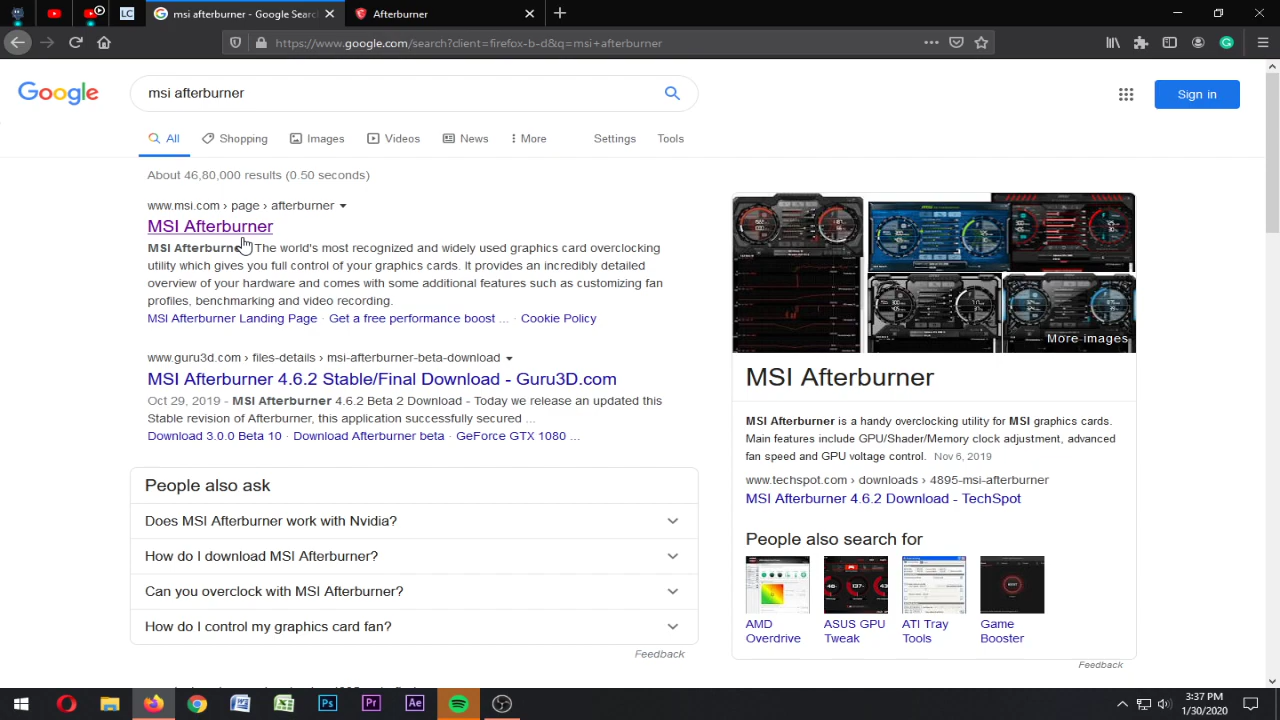 LC
msi afterburner - Google Search
Afterburner
https://www.google.com/search?client=firefox-b-d&q=msi+afterburner
Google
msi afterburner
Sign in
All
Shopping
Images
Videos
News
More
Settings
Tools
About 46,80,000 results (0.50 seconds)
www.msi.com › page › afterburner
MSI Afterburner
MSI Afterburner The world's most recognized and widely used graphics card overclocking
utility which gives you full control of your graphics cards. It provides an incredibly detailed
overview of your hardware and comes with some additional features such as customizing fan
profiles, benchmarking and video recording.
MSI Afterburner Landing Page · Get a free performance boost ... · Cookie Policy
www.guru3d.com › files-details › msi-afterburner-beta-download
MSI Afterburner 4.6.2 Stable/Final Download - Guru3D.com
Oct 29, 2019 - MSI Afterburner 4.6.2 Beta 2 Download - Today we release an updated this
Stable revision of Afterburner, this application successfully secured ...
Download 3.0.0 Beta 10 · Download Afterburner beta · GeForce GTX 1080 ...
People also ask
Does MSI Afterburner work with Nvidia?
How do I download MSI Afterburner?
Can you overclock with MSI Afterburner?
How do I control my graphics card fan?
Feedback
More images
MSI Afterburner
MSI Afterburner is a handy overclocking utility for MSI graphics cards.
Main features include GPU/Shader/Memory clock adjustment, advanced
fan speed and GPU voltage control. Nov 6, 2019
www.techspot.com › downloads › 4895-msi-afterburner
MSI Afterburner 4.6.2 Download - TechSpot
People also search for
AMD
Overdrive
ASUS GPU
Tweak
ATI Tray
Tools
Game
Booster
Feedback
Ps
Pr
Ae
3:37 PM
1/30/2020